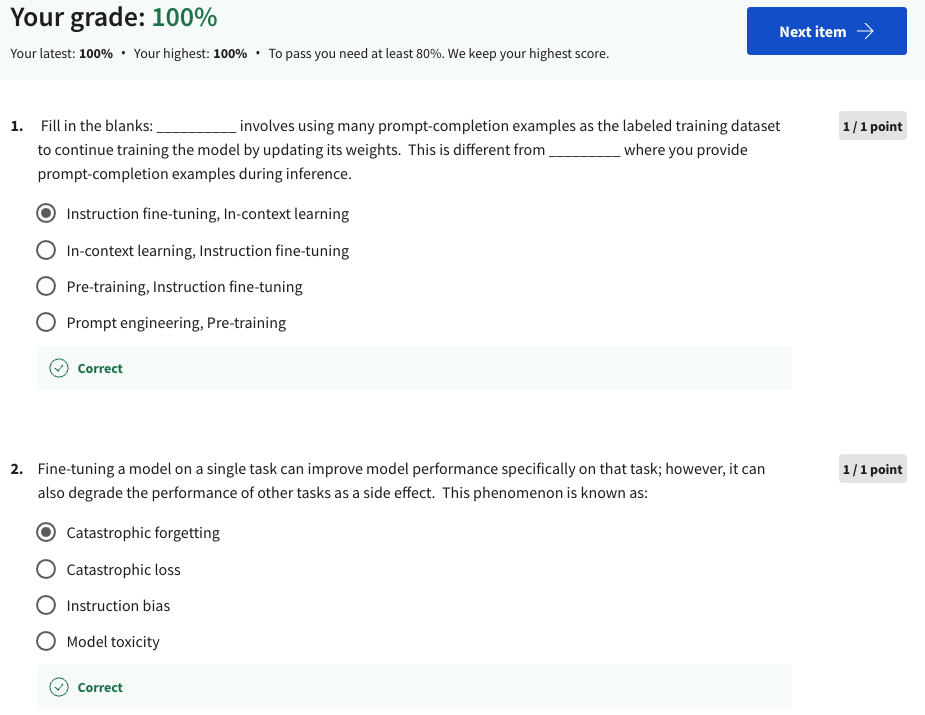 Your grade: 100%
Next item
Your latest: 100% • Your highest: 100% • To pass you need at least 80%. We keep your highest score.
1. Fill in the blanks: __________ involves using many prompt-completion examples as the labeled training dataset
1 / 1 point
to continue training the model by updating its weights. This is different from _________ where you provide
prompt-completion examples during inference.
Instruction fine-tuning, In-context learning
In-context learning, Instruction fine-tuning
Pre-training, Instruction fine-tuning
Prompt engineering, Pre-training
Correct
2. Fine-tuning a model on a single task can improve model performance specifically on that task; however, it can
1 / 1 point
also degrade the performance of other tasks as a side effect. This phenomenon is known as:
Catastrophic forgetting
Catastrophic loss
Instruction bias
Model toxicity
Correct